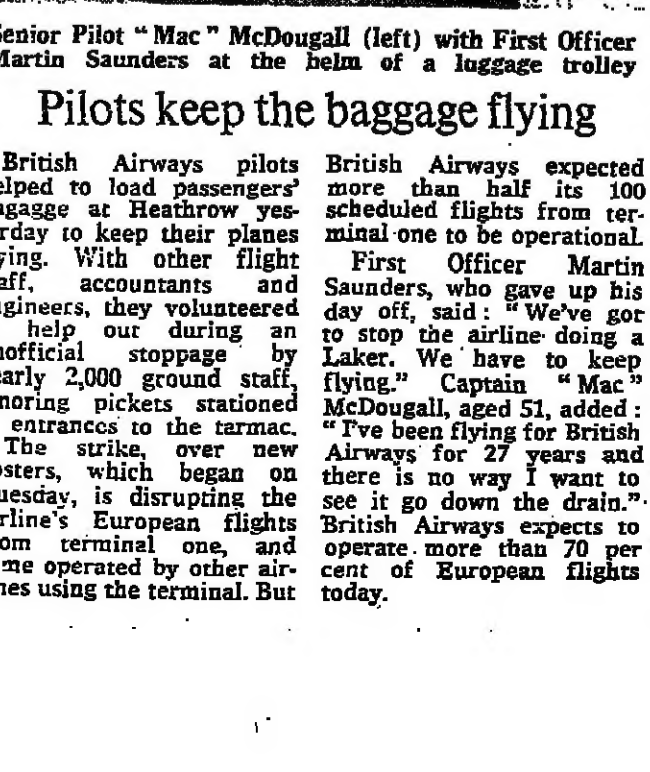 enior Pilot "Mac" McDougall (left) with First Officer
Martin Saunders at the helm of a luggage trolley
Pilots keep the baggage flying
British Airways pilots
elped to load passengers'
agagge at Heathrow yes-
rday to keep their planes
ying. With other flight
aff, accountants and
gineers, they volunteered
help out during an
nofficial stoppage by
early 2,000 ground staff,
noring pickets stationed
entrances to the tarmac.
The strike, over new
osters, which began on
uesday, is disrupting the
rline's European flights
om terminal one, and
me operated by other air-
nes using the terminal. But
British Airways expected
more than half its 100
scheduled flights from ter-
minal one to be operational.
First Officer Martin
Saunders, who gave up his
day off, said: "We've got
to stop the airline doing a
Laker. We have to keep
flying." Captain "Mac"
McDougall, aged 51, added:
"I've been flying for British
Airways for 27 years and
there is no way I want to
see it go down the drain."
British Airways expects to
operate more than 70 per
cent of European flights
today.